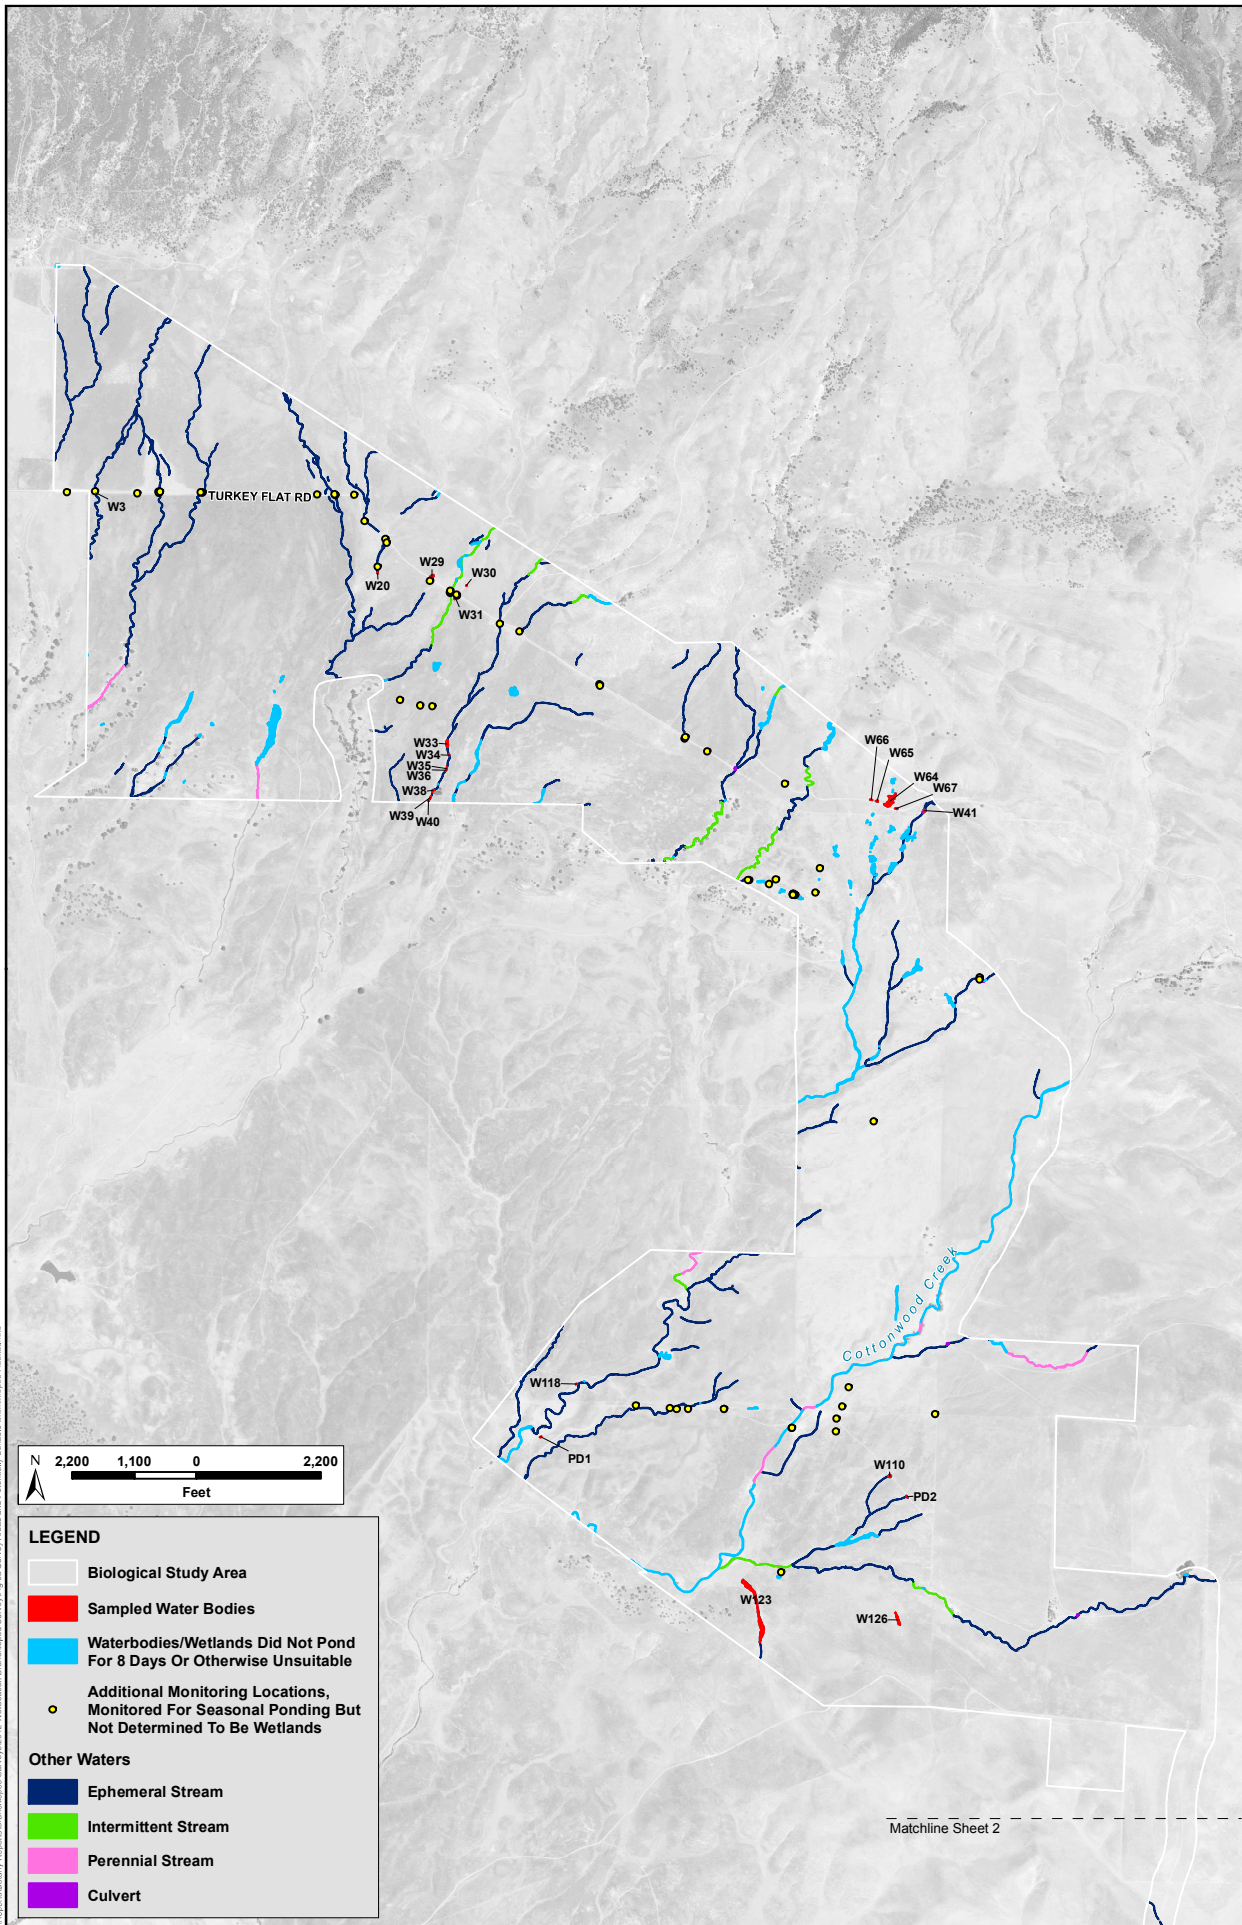 TURKEY FLAT RD
W3
W20
W29
W30
W31
W33
W34
W35
W36
W38
W39
W40
W66
W65
W64
W67
W41
Cottonwood Creek
W118
PD1
W110
PD2
W123
W126
N
2,200 1,100 0 2,200
Feet
LEGEND
Biological Study Area
Sampled Water Bodies
Waterbodies/Wetlands Did Not Pond
For 8 Days Or Otherwise Unsuitable
Additional Monitoring Locations,
Monitored For Seasonal Ponding But
Not Determined To Be Wetlands
Other Waters
Ephemeral Stream
Intermittent Stream
Perennial Stream
Culvert
Matchline Sheet 2